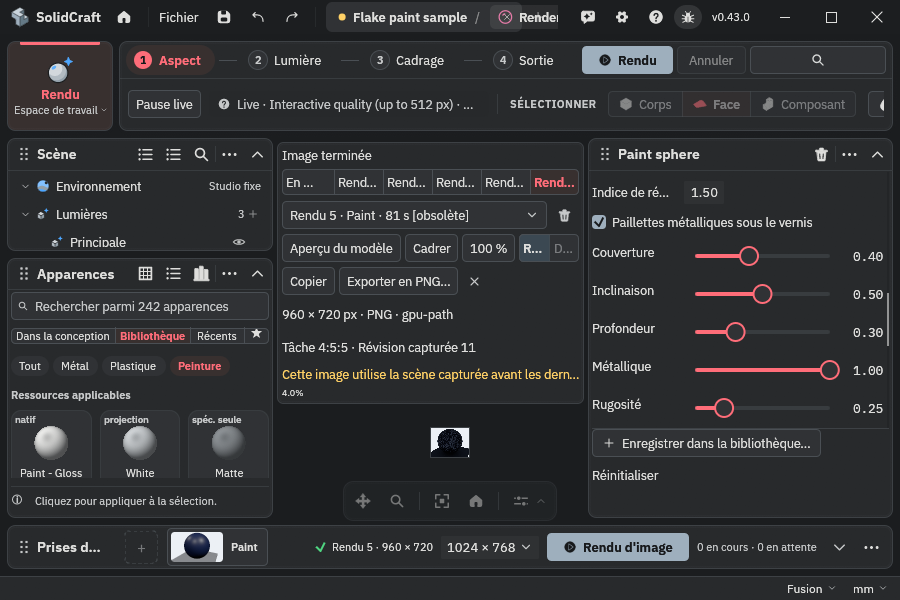 SolidCraft
Fichier
Flake paint sample /
Render
v0.43.0
Rendu
Espace de travail
1 Aspect
2 Lumière
3 Cadrage
4 Sortie
Rendu
Annuler
Pause live
Live · Interactive quality (up to 512 px) · ...
SÉLECTIONNER
Corps
Face
Composant
Scène
Environnement
Studio fixe
Lumières
3 +
Principale
Apparences
Rechercher parmi 242 apparences
Dans la conception
Bibliothèque
Récents
Tout
Métal
Plastique
Peinture
Ressources applicables
natif
projection
spéc. seule
Paint - Gloss
White
Matte
Cliquez pour appliquer à la sélection.
Image terminée
En ...
Rend...
Rend...
Rend...
Rend...
Rend...
Rendu 5 · Paint · 81 s [obsolète]
Aperçu du modèle
Cadrer
100 %
R...
D...
Copier
Exporter en PNG...
960 × 720 px · PNG · gpu-path
Tâche 4:5:5 · Révision capturée 11
Cette image utilise la scène capturée avant les dern...
4.0%
Paint sphere
Indice de ré...
1.50
Paillettes métalliques sous le vernis
Couverture
0.40
Inclinaison
0.50
Profondeur
0.30
Métallique
1.00
Rugosité
0.25
+ Enregistrer dans la bibliothèque...
Réinitialiser
Prises d...
+
Paint
Rendu 5 · 960 × 720
1024 × 768
Rendu d'image
0 en cours · 0 en attente
Fusion
mm